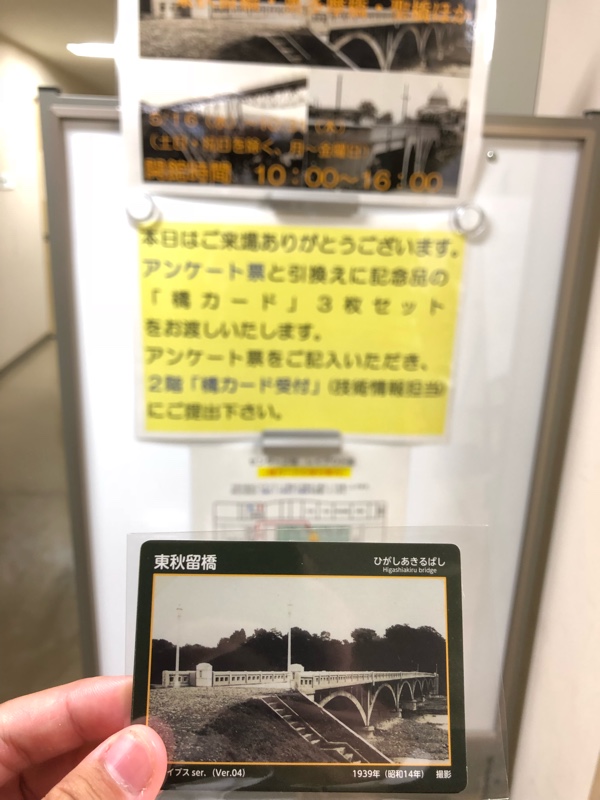 開館時間 10:00~16:00
本日はご来場ありがとうございます。
アンケート票と引換えに記念品の
「橋カード」3枚セット
をお渡しいたします。
アンケート票をご記入いただき、
2階「橋カード受付」(技術情報担当)
にご提出下さい。
東秋留橋
ひがしあきるばし
Higashiakiru bridge
イブス ser. (Ver.04)
1939年(昭和14年) 撮影